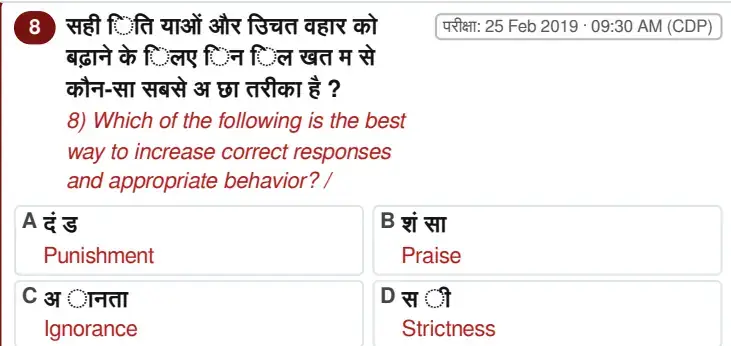 8 सही िति याओं और उिचत वहार को
परीक्षा: 25 Feb 2019 · 09:30 AM (CDP)
बढ़ाने के िलए िन िल खत म से
कौन-सा सबसे अ छा तरीका है ?
8) Which of the following is the best
way to increase correct responses
and appropriate behavior? /
A दं ड
Punishment
B शं सा
Praise
C अ ानता
Ignorance
D स ी
Strictness